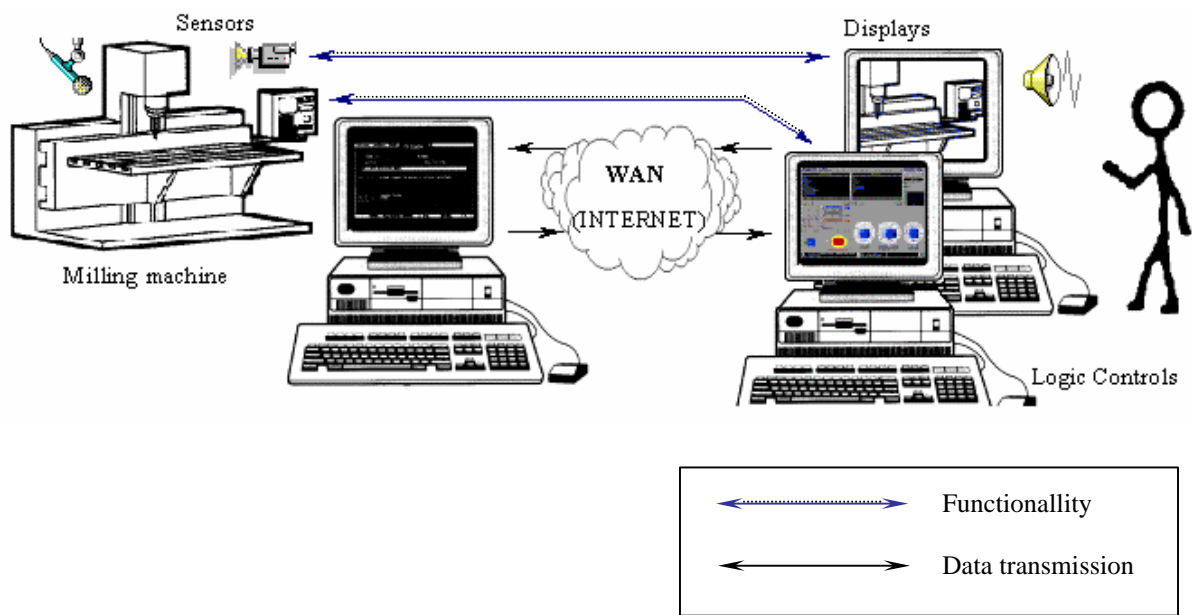 Sensors
Displays
WAN
(INTERNET)
Milling machine
Logic Controls
Functionallity
Data transmission